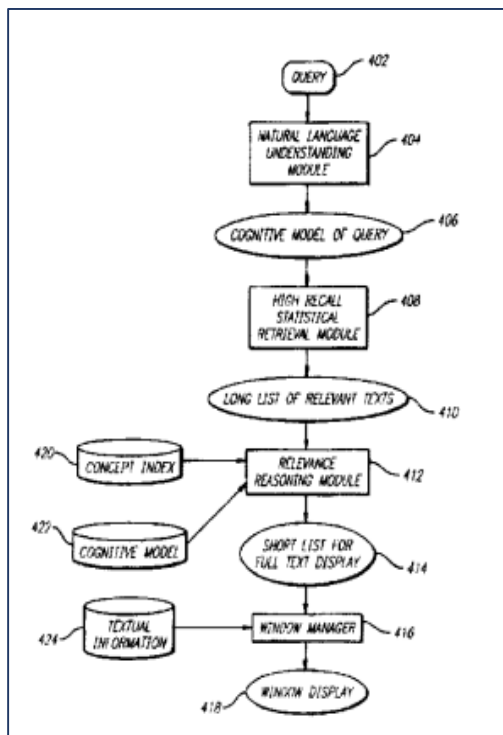 QUERY
402
NATURAL LANGUAGE
UNDERSTANDING
MODULE
404
COGNITIVE MODEL OF QUERY
406
HIGH RECALL
STATISTICAL
RETRIEVAL MODULE
408
LONG LIST OF RELEVANT TEXTS
410
420
CONCEPT INDEX
RELEVANCE
REASONING MODULE
412
422
COGNITIVE MODEL
SHORT LIST FOR
FULL TEXT DISPLAY
414
424
TEXTUAL
INFORMATION
WINDOW MANAGER
416
WINDOW DISPLAY
418